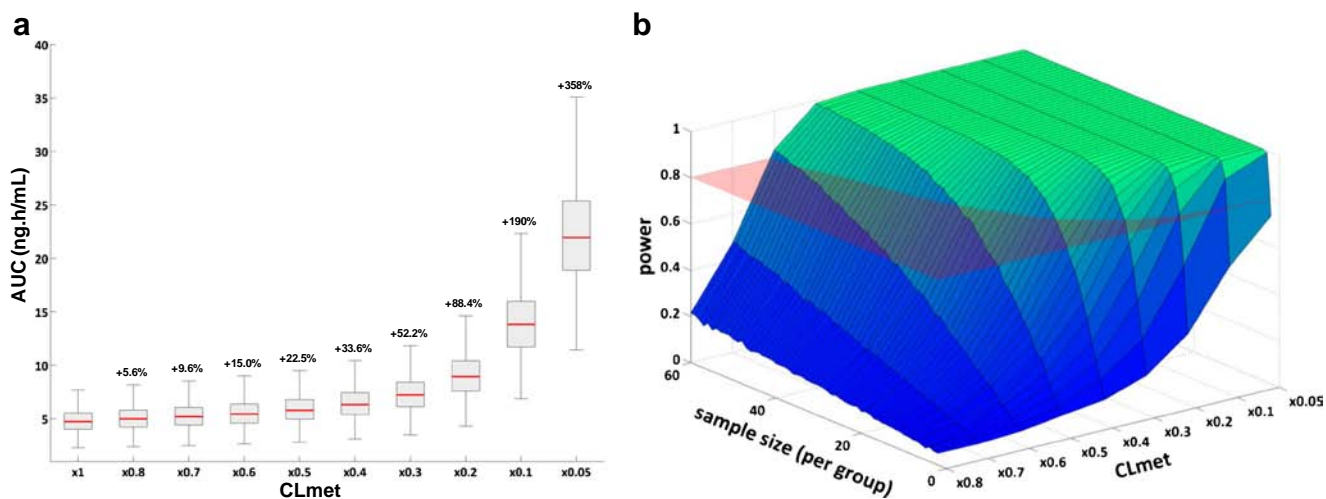 a
b
40
35
30
25
20
15
10
5
AUC (ng.h/mL)
+5.6%
+9.6%
+15.0%
+22.5%
+33.6%
+52.2%
+88.4%
+190%
+358%
x1
x0.8
x0.7
x0.6
x0.5
x0.4
x0.3
x0.2
x0.1
x0.05
CLmet
1
0.8
0.6
0.4
0.2
0
power
60
40
20
0
sample size (per group)
x0.8
x0.7
x0.6
x0.5
x0.4
x0.3
x0.2
x0.1
x0.05
CLmet